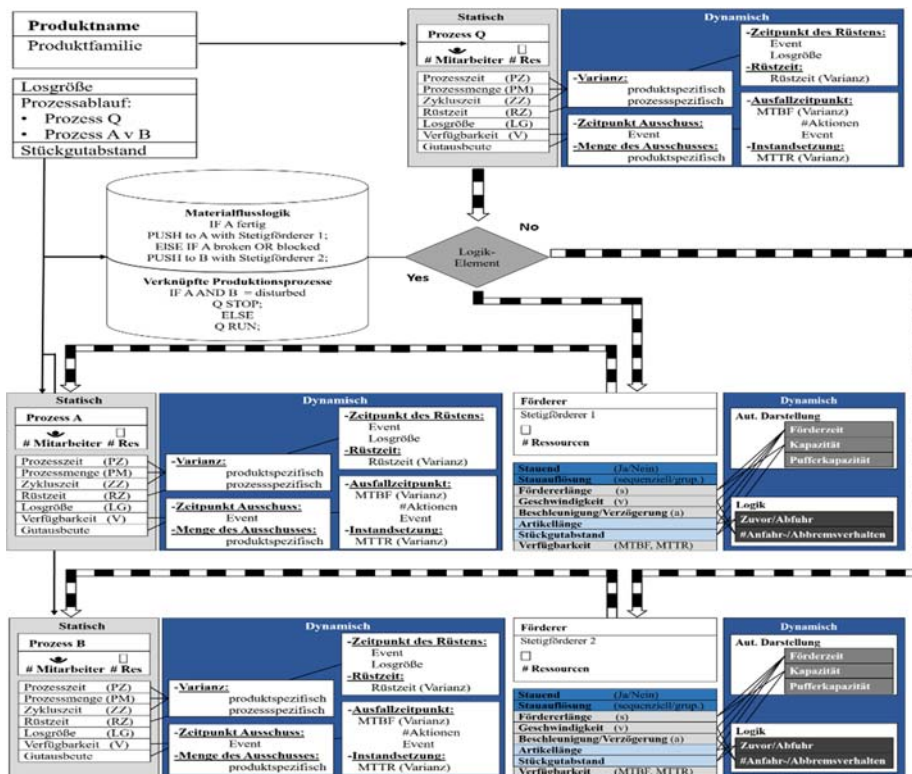 Produktname
Produktfamilie
Losgröße
Prozessablauf:
• Prozess Q
• Prozess A v B
Stückgutabstand
Statisch
Prozess Q
# Mitarbeiter # Res
Prozesszeit (PZ)
Prozessmenge (PM)
Zykluszeit (ZZ)
Rüstzeit (RZ)
Losgröße (LG)
Verfügbarkeit (V)
Gutausbeute
Dynamisch
-Varianz:
produktspezifisch
prozessspezifisch
-Zeitpunkt Ausschuss:
Event
-Menge des Ausschusses:
produktspezifisch
-Zeitpunkt des Rüstens:
Event
Losgröße
-Rüstzeit:
Rüstzeit (Varianz)
-Ausfallzeitpunkt:
MTBF (Varianz)
#Aktionen
Event
-Instandsetzung:
MTTR (Varianz)
Materialflusslogik
IF A fertig
PUSH to A with Stetigförderer 1;
ElSE IF A broken OR blocked
PUSH to B with Stetigförderer 2;
Verknüpfte Produktionsprozesse
IF A AND B = disturbed
Q STOP;
ELSE
Q RUN;
Logik-
Element
No
Yes
Statisch
Prozess A
# Mitarbeiter # Res
Prozesszeit (PZ)
Prozessmenge (PM)
Zykluszeit (ZZ)
Rüstzeit (RZ)
Losgröße (LG)
Verfügbarkeit (V)
Gutausbeute
Dynamisch
-Varianz:
produktspezifisch
prozessspezifisch
-Zeitpunkt Ausschuss:
Event
-Menge des Ausschusses:
produktspezifisch
-Zeitpunkt des Rüstens:
Event
Losgröße
-Rüstzeit:
Rüstzeit (Varianz)
-Ausfallzeitpunkt:
MTBF (Varianz)
#Aktionen
Event
-Instandsetzung:
MTTR (Varianz)
Förderer
Stetigförderer 1
# Ressourcen
Stauend (Ja/Nein)
Stauauflösung (sequenziell/grup.)
Fördererlänge (s)
Geschwindigkeit (v)
Beschleunigung/Verzögerung (a)
Artikellänge
Stückgutabstand
Verfügbarkeit (MTBF, MTTR)
Dynamisch
Aut. Darstellung
Förderzeit
Kapazität
Pufferkapazität
Logik
Zuvor/Abfuhr
#Anfahr-/Abbremsverhalten
Statisch
Prozess B
# Mitarbeiter # Res
Prozesszeit (PZ)
Prozessmenge (PM)
Zykluszeit (ZZ)
Rüstzeit (RZ)
Losgröße (LG)
Verfügbarkeit (V)
Gutausbeute
Dynamisch
-Varianz:
produktspezifisch
prozessspezifisch
-Zeitpunkt Ausschuss:
Event
-Menge des Ausschusses:
produktspezifisch
-Zeitpunkt des Rüstens:
Event
Losgröße
-Rüstzeit:
Rüstzeit (Varianz)
-Ausfallzeitpunkt:
MTBF (Varianz)
#Aktionen
Event
-Instandsetzung:
MTTR (Varianz)
Förderer
Stetigförderer 2
# Ressourcen
Stauend (Ja/Nein)
Stauauflösung (sequenziell/grup.)
Fördererlänge (s)
Geschwindigkeit (v)
Beschleunigung/Verzögerung (a)
Artikellänge
Stückgutabstand
Verfügbarkeit (MTBF, MTTR)
Dynamisch
Aut. Darstellung
Förderzeit
Kapazität
Pufferkapazität
Logik
Zuvor/Abfuhr
#Anfahr-/Abbremsverhalten